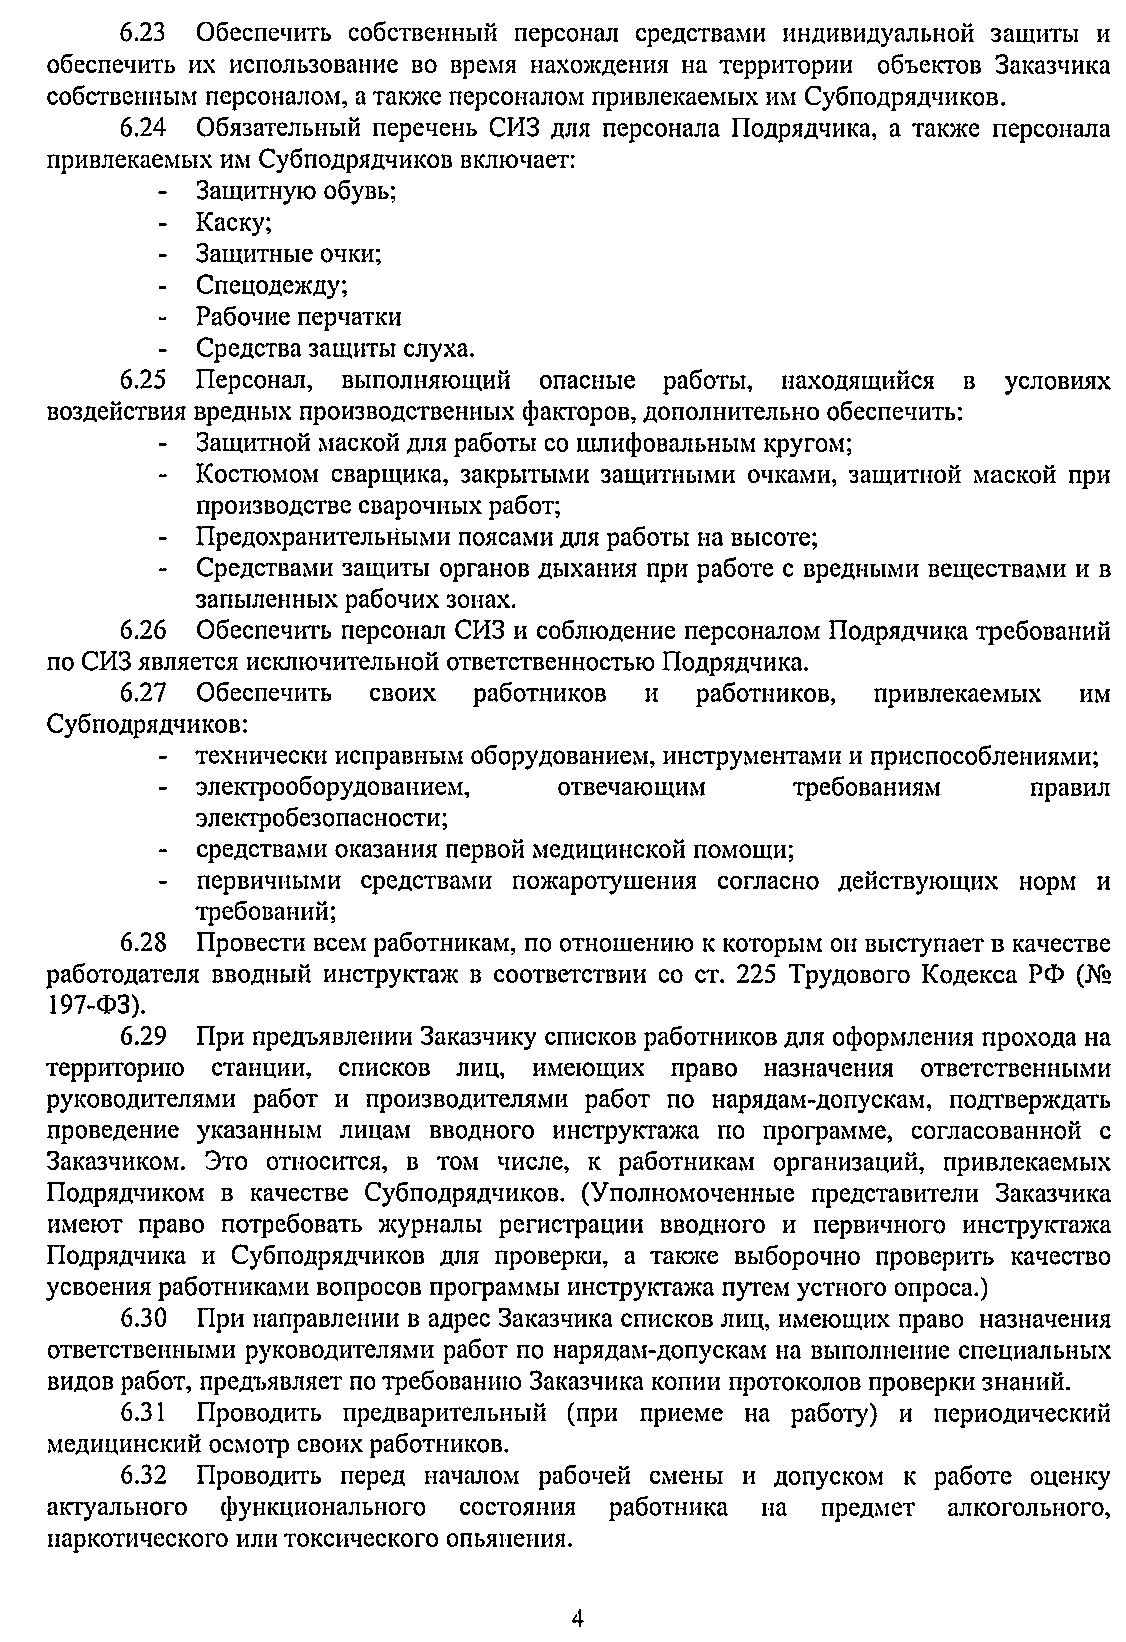 6.23 Обеспечить собственный персонал средствами индивидуальной защиты и
обеспечить их использование во время нахождения на территории объектов Заказчика
собственным персоналом, а также персоналом привлекаемых им Субподрядчиков.
6.24 Обязательный перечень СИЗ для персонала Подрядчика, а также персонала
привлекаемых им Субподрядчиков включает:
- Защитную обувь;
- Каску;
- Защитные очки;
- Спецодежду;
- Рабочие перчатки
- Средства защиты слуха.
6.25 Персонал, выполняющий опасные работы, находящийся в условиях
воздействия вредных производственных факторов, дополнительно обеспечить:
- Защитной маской для работы со шлифовальным кругом;
- Костюмом сварщика, закрытыми защитными очками, защитной маской при
производстве сварочных работ;
- Предохранительными поясами для работы на высоте;
- Средствами защиты органов дыхания при работе с вредными веществами и в
запыленных рабочих зонах.
6.26 Обеспечить персонал СИЗ и соблюдение персоналом Подрядчика требований
по СИЗ является исключительной ответственностью Подрядчика.
6.27 Обеспечить своих работников и работников, привлекаемых им
Субподрядчиков:
- технически исправным оборудованием, инструментами и приспособлениями;
- электрооборудованием, отвечающим требованиям правил
электробезопасности;
- средствами оказания первой медицинской помощи;
- первичными средствами пожаротушения согласно действующих норм и
требований;
6.28 Провести всем работникам, по отношению к которым он выступает в качестве
работодателя вводный инструктаж в соответствии со ст. 225 Трудового Кодекса РФ (№
197-ФЗ).
6.29 При предъявлении Заказчику списков работников для оформления прохода на
территорию станции, списков лиц, имеющих право назначения ответственными
руководителями работ и производителями работ по нарядам-допускам, подтверждать
проведение указанным лицам вводного инструктажа по программе, согласованной с
Заказчиком. Это относится, в том числе, к работникам организаций, привлекаемых
Подрядчиком в качестве Субподрядчиков. (Уполномоченные представители Заказчика
имеют право потребовать журналы регистрации вводного и первичного инструктажа
Подрядчика и Субподрядчиков для проверки, а также выборочно проверить качество
усвоения работниками вопросов программы инструктажа путем устного опроса.)
6.30 При направлении в адрес Заказчика списков лиц, имеющих право назначения
ответственными руководителями работ по нарядам-допускам на выполнение специальных
видов работ, предъявляет по требованию Заказчика копии протоколов проверки знаний.
6.31 Проводить предварительный (при приеме на работу) и периодический
медицинский осмотр своих работников.
6.32 Проводить перед началом рабочей смены и допуском к работе оценку
актуального функционального состояния работника на предмет алкогольного,
наркотического или токсического опьянения.
4